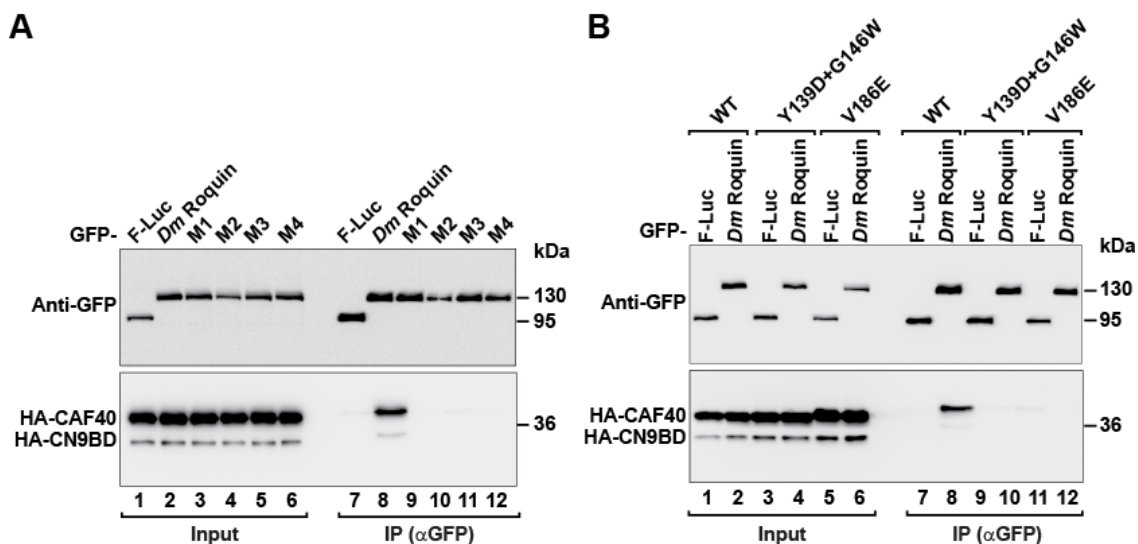 A
GFP- F-Luc Dm Roquin M1 M2 M3 M4 F-Luc Dm Roquin M1 M2 M3 M4
kDa
Anti-GFP 130
95
HA-CAF40 36
HA-CN9BD
1 2 3 4 5 6 7 8 9 10 11 12
Input IP (αGFP)
B
WT Y139D+G146W V186E WT Y139D+G146W V186E
GFP- F-Luc Dm Roquin F-Luc Dm Roquin F-Luc Dm Roquin F-Luc Dm Roquin F-Luc Dm Roquin F-Luc Dm Roquin
kDa
Anti-GFP 130
95
HA-CAF40 36
HA-CN9BD
1 2 3 4 5 6 7 8 9 10 11 12
Input IP (αGFP)